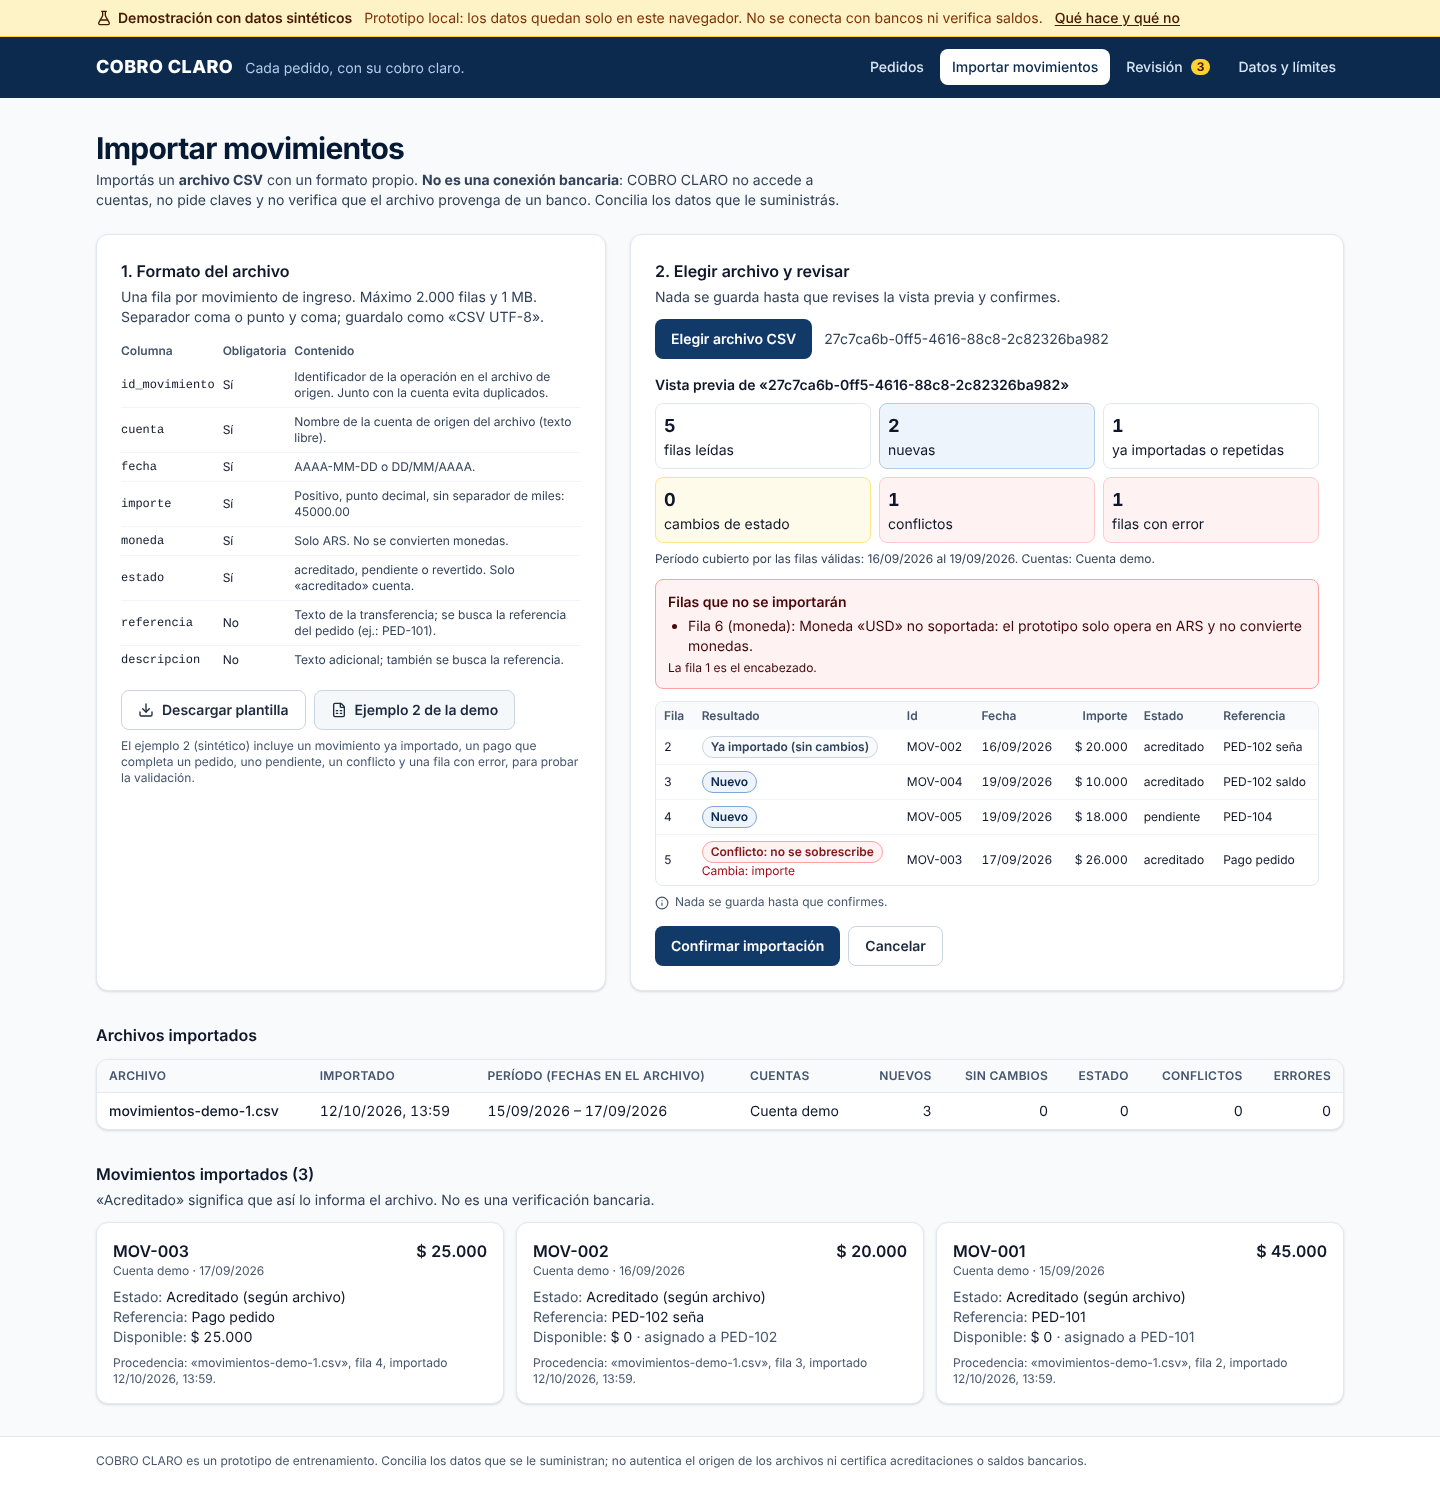 Demostración con datos sintéticos Prototipo local: los datos quedan solo en este navegador. No se conecta con bancos ni verifica saldos. Qué hace y qué no
COBRO CLARO Cada pedido, con su cobro claro. Pedidos Importar movimientos Revisión 3 Datos y límites
Importar movimientos
Importás un archivo CSV con un formato propio. No es una conexión bancaria: COBRO CLARO no accede a
cuentas, no pide claves y no verifica que el archivo provenga de un banco. Concilia los datos que le suministrás.
1. Formato del archivo
Una fila por movimiento de ingreso. Máximo 2.000 filas y 1 MB.
Separador coma o punto y coma; guardalo como «CSV UTF-8».
Columna Obligatoria Contenido
id_movimiento Sí Identificador de la operación en el archivo de
origen. Junto con la cuenta evita duplicados.
cuenta Sí Nombre de la cuenta de origen del archivo (texto
libre).
fecha Sí AAAA-MM-DD o DD/MM/AAAA.
importe Sí Positivo, punto decimal, sin separador de miles:
45000.00
moneda Sí Solo ARS. No se convierten monedas.
estado Sí acreditado, pendiente o revertido. Solo
«acreditado» cuenta.
referencia No Texto de la transferencia; se busca la referencia
del pedido (ej.: PED-101).
descripcion No Texto adicional; también se busca la referencia.
Descargar plantilla Ejemplo 2 de la demo
El ejemplo 2 (sintético) incluye un movimiento ya importado, un pago que
completa un pedido, uno pendiente, un conflicto y una fila con error, para probar
la validación.
2. Elegir archivo y revisar
Nada se guarda hasta que revises la vista previa y confirmes.
Elegir archivo CSV 27c7ca6b-0ff5-4616-88c8-2c82326ba982
Vista previa de «27c7ca6b-0ff5-4616-88c8-2c82326ba982»
5 2 1
filas leídas nuevas ya importadas o repetidas
0 1 1
cambios de estado conflictos filas con error
Período cubierto por las filas válidas: 16/09/2026 al 19/09/2026. Cuentas: Cuenta demo.
Filas que no se importarán
• Fila 6 (moneda): Moneda «USD» no soportada: el prototipo solo opera en ARS y no convierte
monedas.
La fila 1 es el encabezado.
Fila Resultado Id Fecha Importe Estado Referencia
2 Ya importado (sin cambios) MOV-002 16/09/2026 $ 20.000 acreditado PED-102 seña
3 Nuevo MOV-004 19/09/2026 $ 10.000 acreditado PED-102 saldo
4 Nuevo MOV-005 19/09/2026 $ 18.000 pendiente PED-104
5 Conflicto: no se sobrescribe MOV-003 17/09/2026 $ 26.000 acreditado Pago pedido
Cambia: importe
Nada se guarda hasta que confirmes.
Confirmar importación Cancelar
Archivos importados
ARCHIVO IMPORTADO PERÍODO (FECHAS EN EL ARCHIVO) CUENTAS NUEVOS SIN CAMBIOS ESTADO CONFLICTOS ERRORES
movimientos-demo-1.csv 12/10/2026, 13:59 15/09/2026 – 17/09/2026 Cuenta demo 3 0 0 0 0
Movimientos importados (3)
«Acreditado» significa que así lo informa el archivo. No es una verificación bancaria.
MOV-003 $ 25.000
Cuenta demo · 17/09/2026
Estado: Acreditado (según archivo)
Referencia: Pago pedido
Disponible: $ 25.000
Procedencia: «movimientos-demo-1.csv», fila 4, importado
12/10/2026, 13:59.
MOV-002 $ 20.000
Cuenta demo · 16/09/2026
Estado: Acreditado (según archivo)
Referencia: PED-102 seña
Disponible: $ 0 · asignado a PED-102
Procedencia: «movimientos-demo-1.csv», fila 3, importado
12/10/2026, 13:59.
MOV-001 $ 45.000
Cuenta demo · 15/09/2026
Estado: Acreditado (según archivo)
Referencia: PED-101
Disponible: $ 0 · asignado a PED-101
Procedencia: «movimientos-demo-1.csv», fila 2, importado
12/10/2026, 13:59.
COBRO CLARO es un prototipo de entrenamiento. Concilia los datos que se le suministran; no autentica el origen de los archivos ni certifica acreditaciones o saldos bancarios.